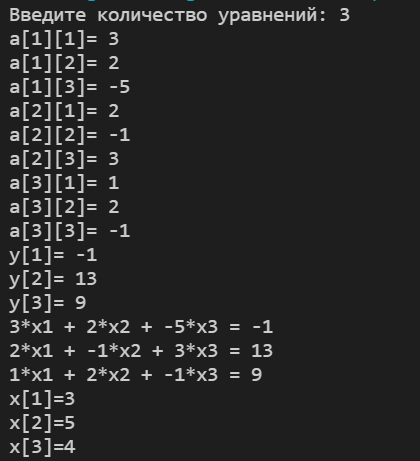 Введите количество уравнений: 3
a[1][1]= 3
a[1][2]= 2
a[1][3]= -5
a[2][1]= 2
a[2][2]= -1
a[2][3]= 3
a[3][1]= 1
a[3][2]= 2
a[3][3]= -1
y[1]= -1
y[2]= 13
y[3]= 9
3*x1 + 2*x2 + -5*x3 = -1
2*x1 + -1*x2 + 3*x3 = 13
1*x1 + 2*x2 + -1*x3 = 9
x[1]=3
x[2]=5
x[3]=4